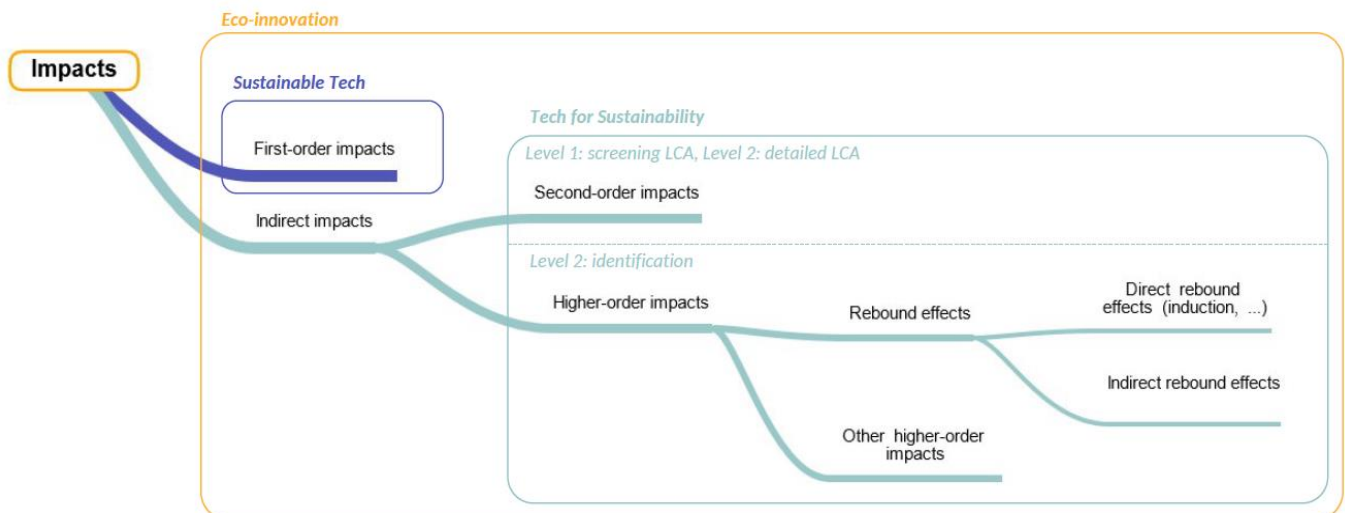 Eco-innovation
Impacts
Sustainable Tech
First-order impacts
Indirect impacts
Tech for Sustainability
Level 1: screening LCA, Level 2: detailed LCA
Second-order impacts
Level 2: identification
Higher-order impacts
Rebound effects
Direct rebound
effects (induction, ...)
Indirect rebound effects
Other higher-order
impacts